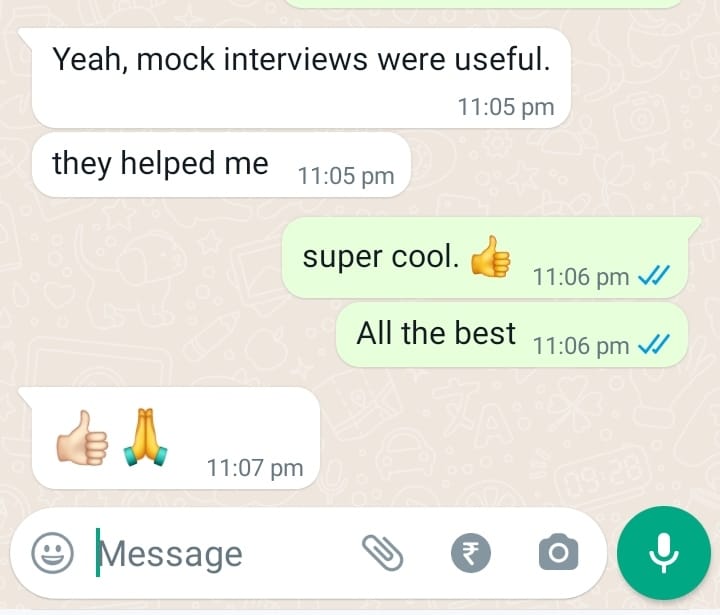 Yeah, mock interviews were useful.
11:05 pm
they helped me 11:05 pm
super cool. 👍 11:06 pm
All the best 11:06 pm
👍🏻🙏 11:07 pm
Message